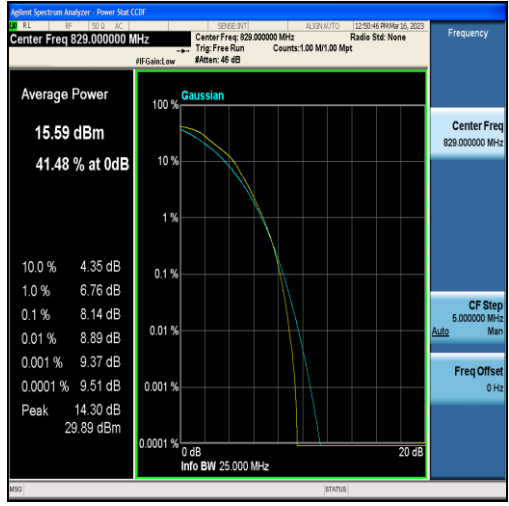 Agilent Spectrum Analyzer - Power Stat CCDF
RL RF 50 Ω AC SENSE:INT ALIGN AUTO 12:50:46 PM Mar 16, 2023
Center Freq 829.000000 MHz
Center Freq: 829.000000 MHz Radio Std: None
Trig: Free Run Counts:1.00 M/1.00 Mpt
#IFGain:Low #Atten: 46 dB
Frequency
Average Power
15.59 dBm
41.48 % at 0dB
10.0 % 4.35 dB
1.0 % 6.76 dB
0.1 % 8.14 dB
0.01 % 8.89 dB
0.001 % 9.37 dB
0.0001 % 9.51 dB
Peak 14.30 dB
29.89 dBm
Gaussian
100 %
10 %
1 %
0.1 %
0.01 %
0.001 %
0.0001 %
0 dB 20 dB
Info BW 25.000 MHz
Center Freq
829.000000 MHz
CF Step
5.000000 MHz
Auto Man
Freq Offset
0 Hz
MSG STATUS